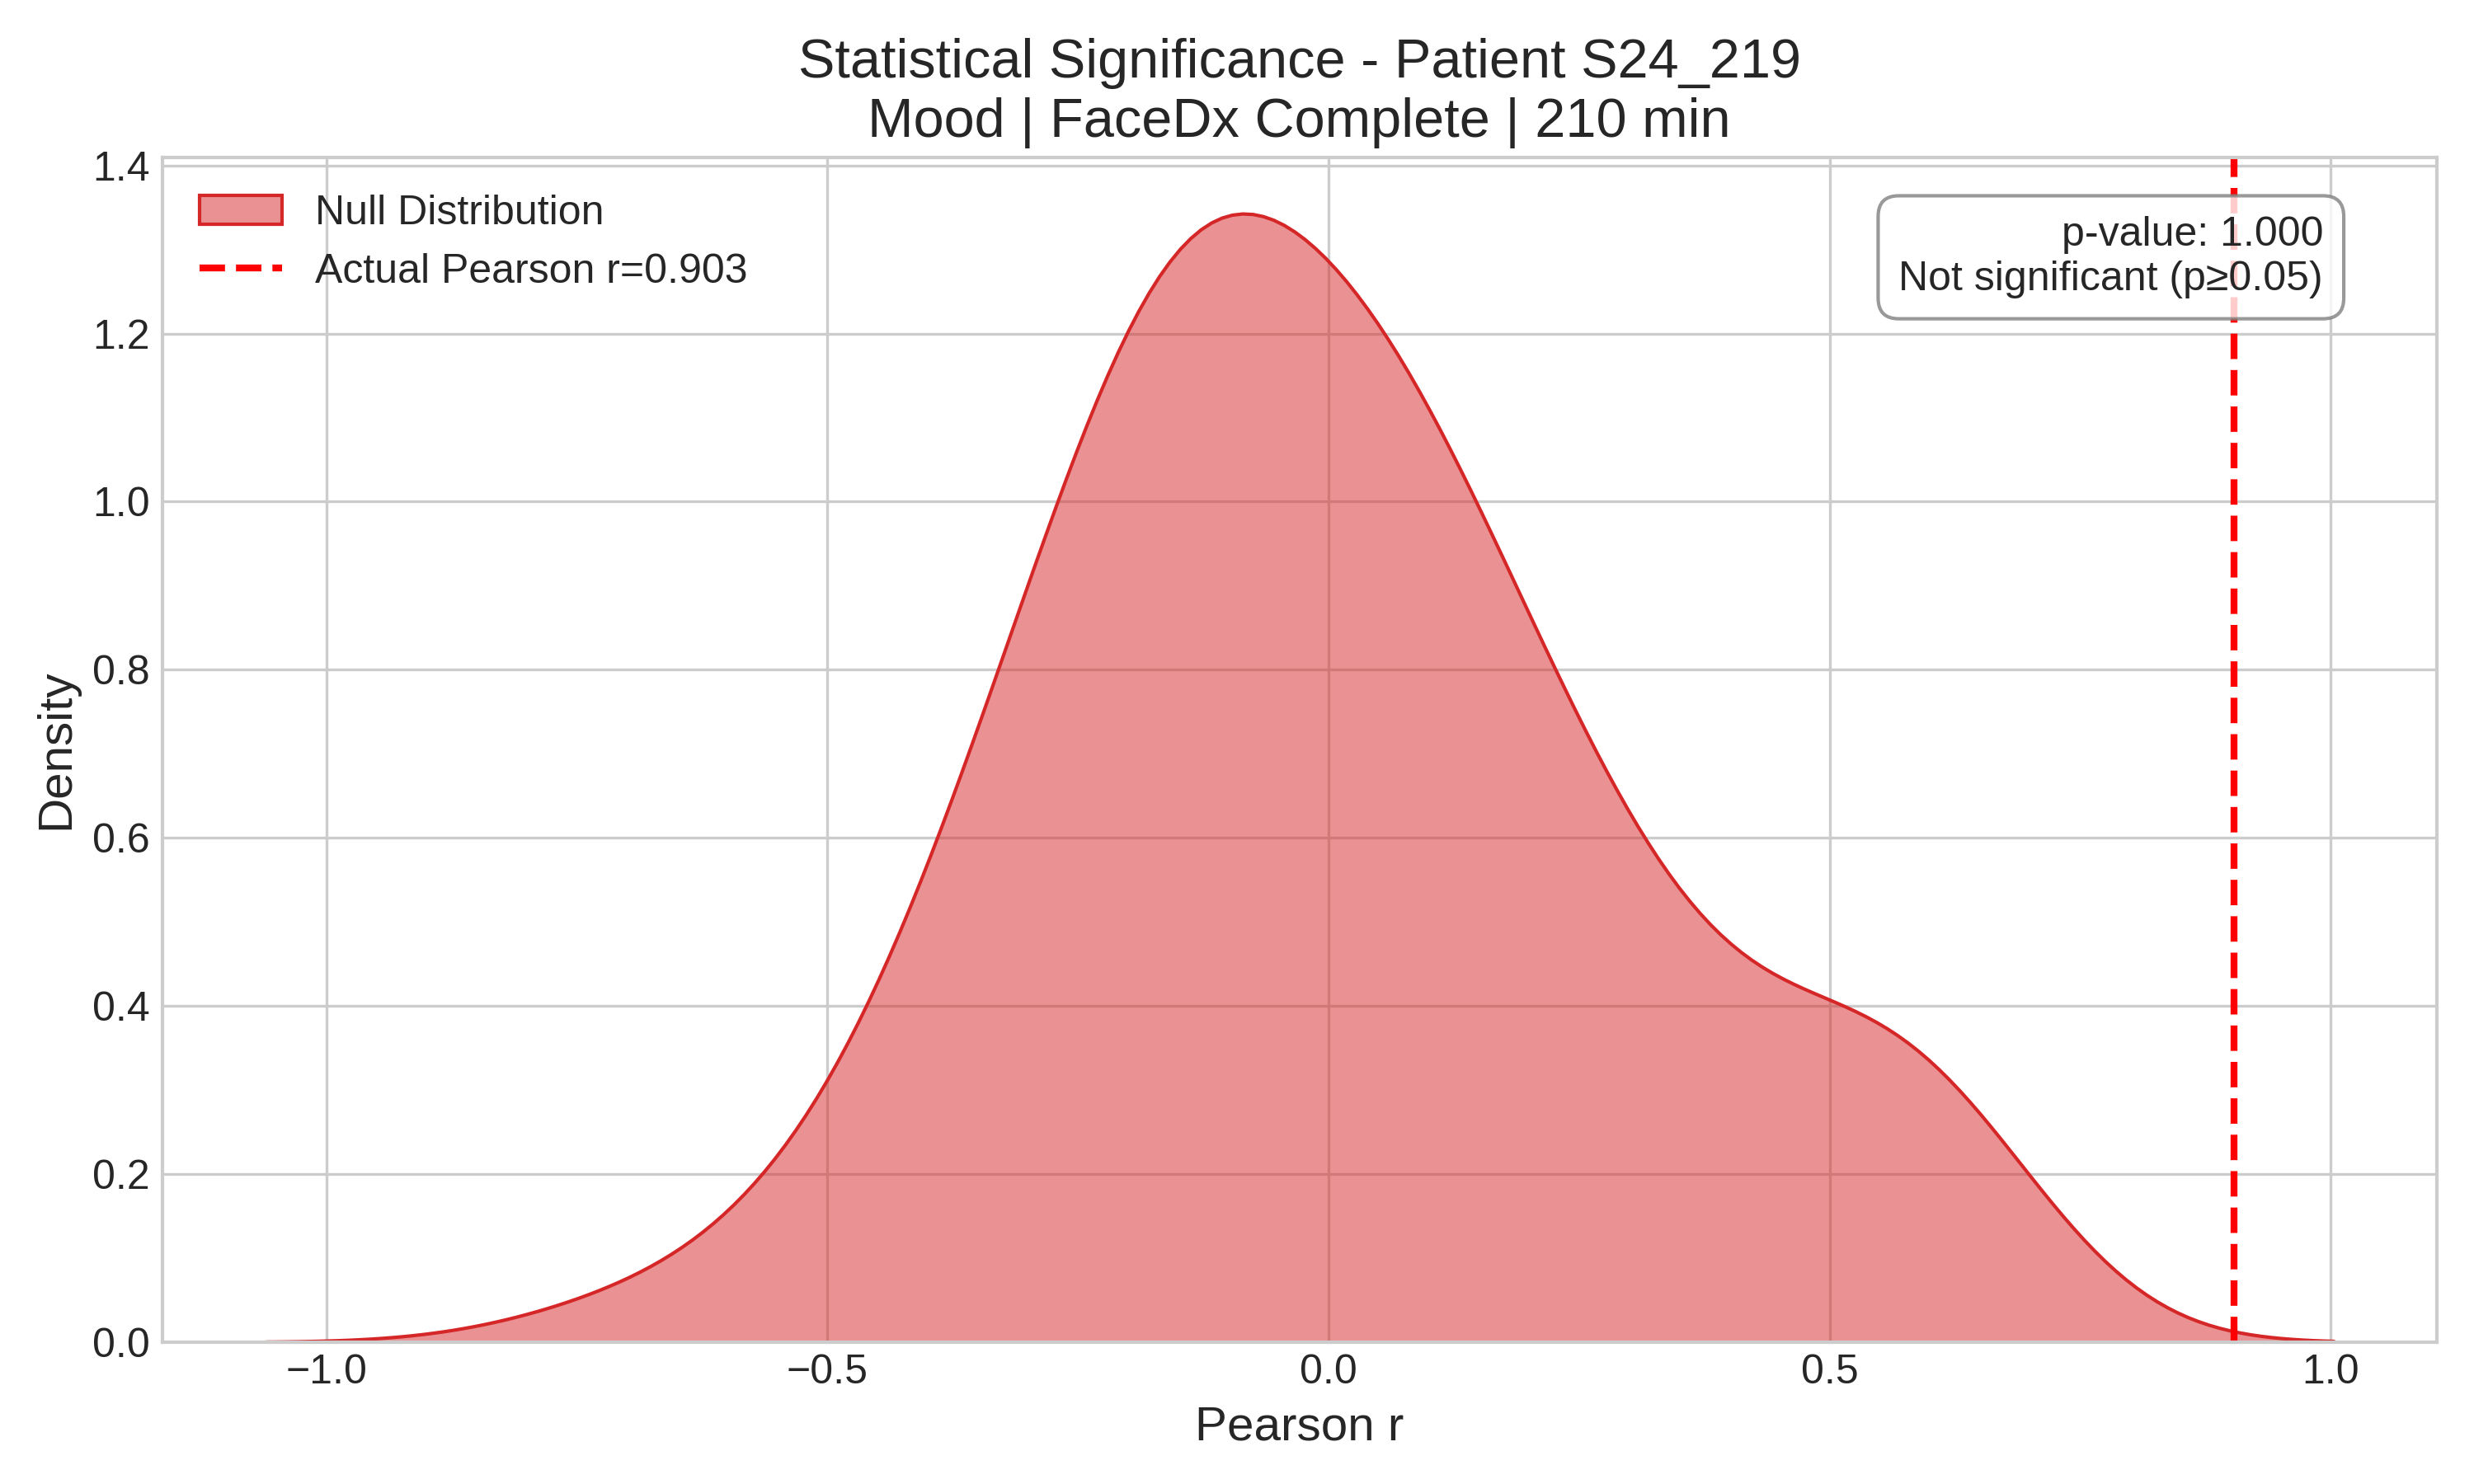 Statistical Significance - Patient S24_219
Mood | FaceDx Complete | 210 min
Null Distribution
Actual Pearson r=0.903
p-value: 1.000
Not significant (p≥0.05)
Density
1.4
1.2
1.0
0.8
0.6
0.4
0.2
0.0
−1.0
−0.5
0.0
0.5
1.0
Pearson r